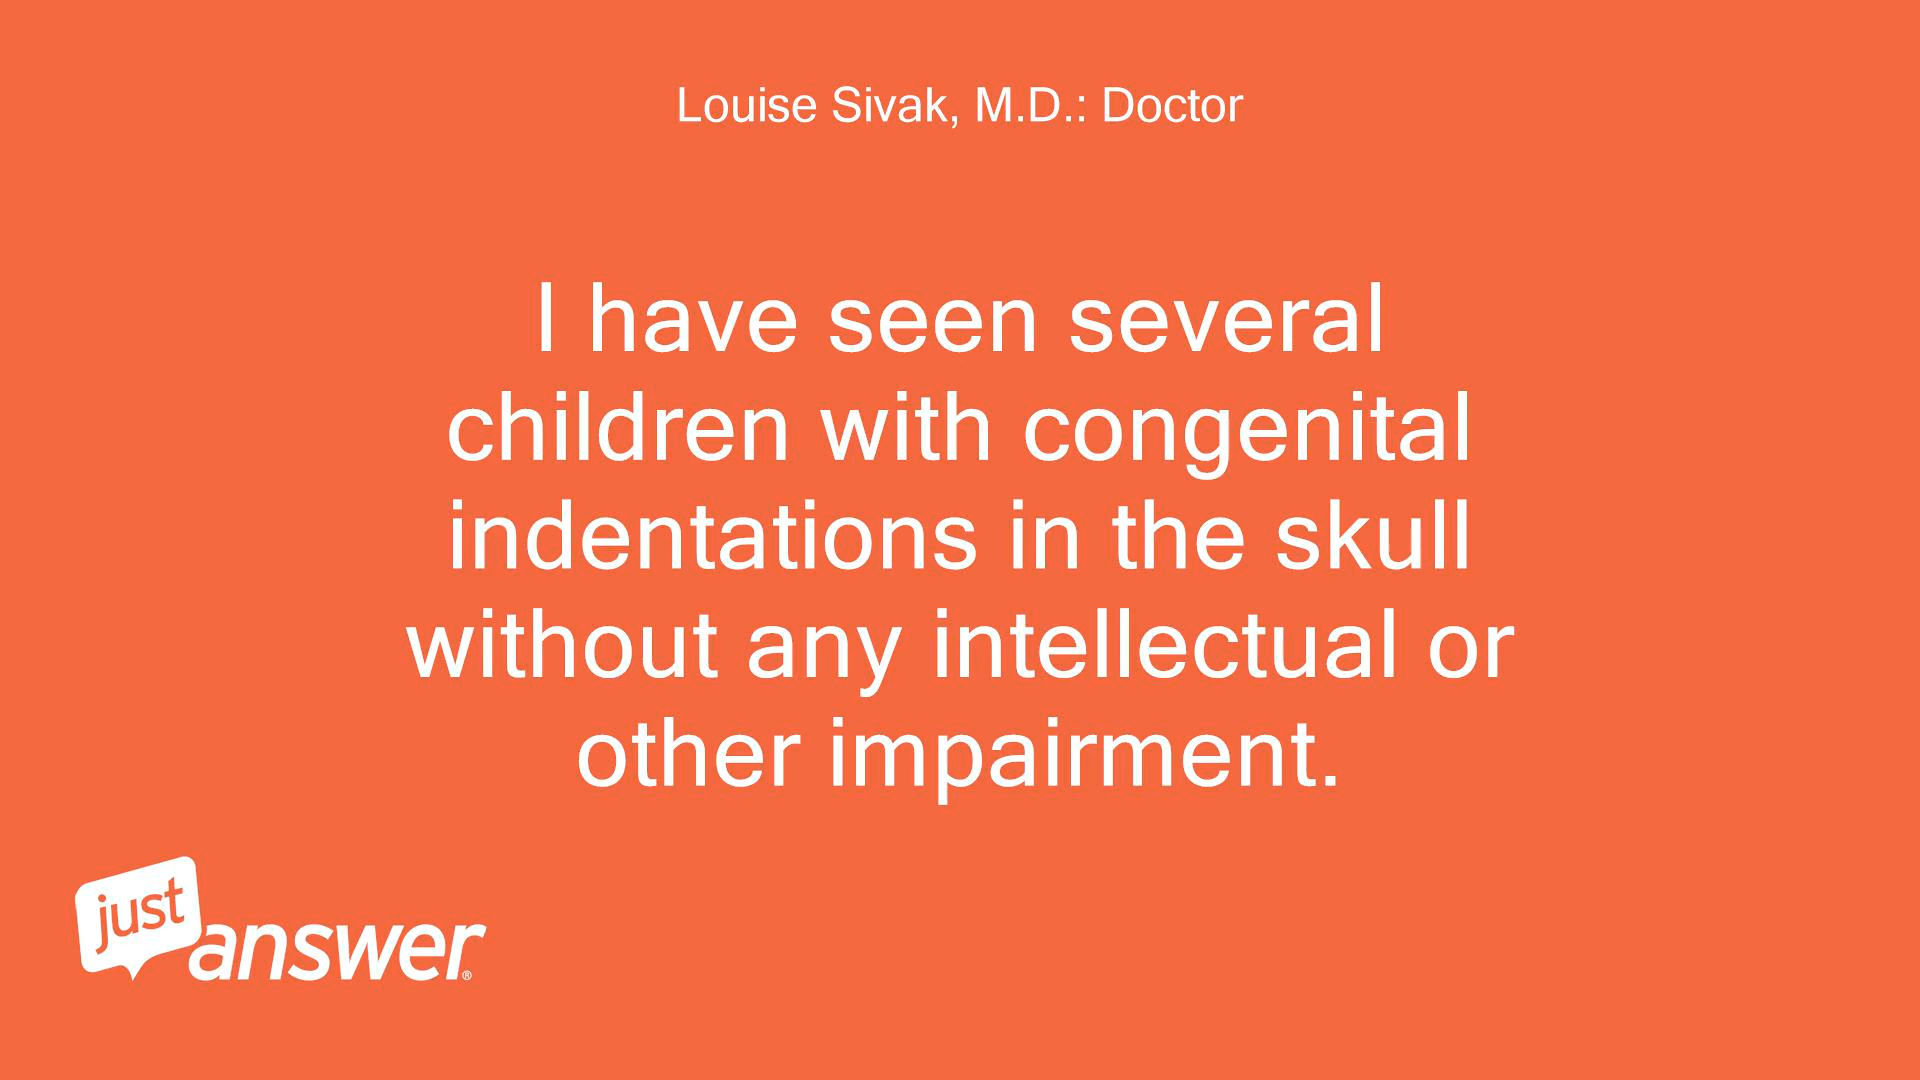 Louise Sivak, M.D.: Doctor
I have seen several
children with congenital
indentations in the skull
without any intellectual or
other impairment.
just
answer®